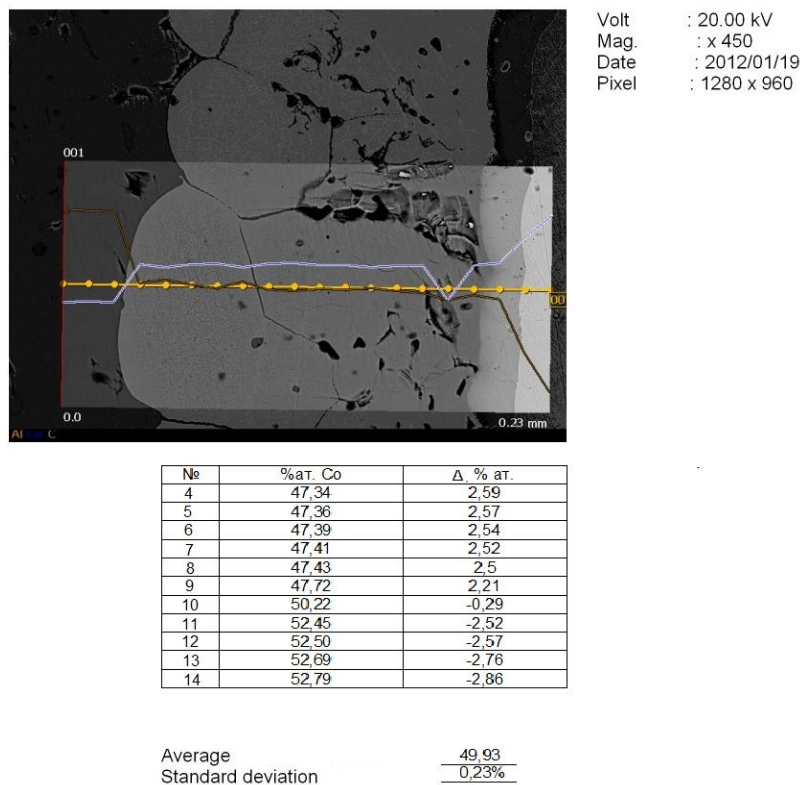 Volt : 20.00 kV
Mag. : x 450
Date : 2012/01/19
Pixel : 1280 x 960
001
00
0.0
0.23 mm
Al Co C
№ %ат. Co Δ, % ат.
4 47,34 2,59
5 47,36 2,57
6 47,39 2,54
7 47,41 2,52
8 47,43 2,5
9 47,72 2,21
10 50,22 -0,29
11 52,45 -2,52
12 52,50 -2,57
13 52,69 -2,76
14 52,79 -2,86
Average 49,93
Standard deviation 0,23%